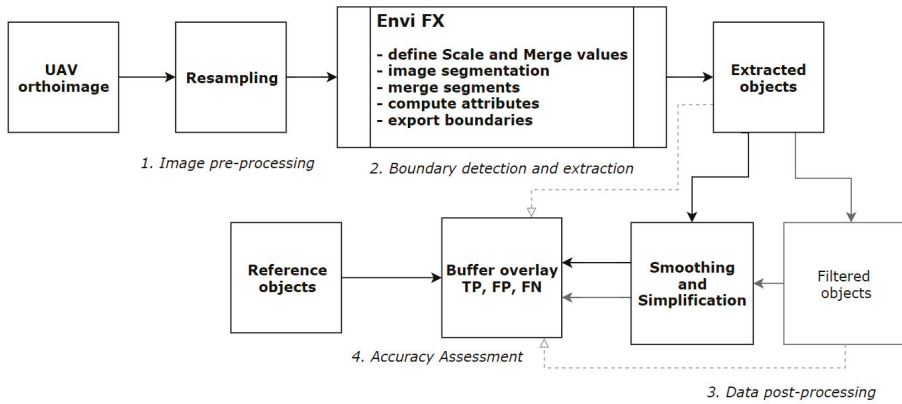 UAV
orthoimage
Resampling
Envi FX
- define Scale and Merge values
- image segmentation
- merge segments
- compute attributes
- export boundaries
Extracted
objects
1. Image pre-processing
2. Boundary detection and extraction
Reference
objects
Buffer overlay
TP, FP, FN
Smoothing
and
Simplification
Filtered
objects
4. Accuracy Assessment
3. Data post-processing